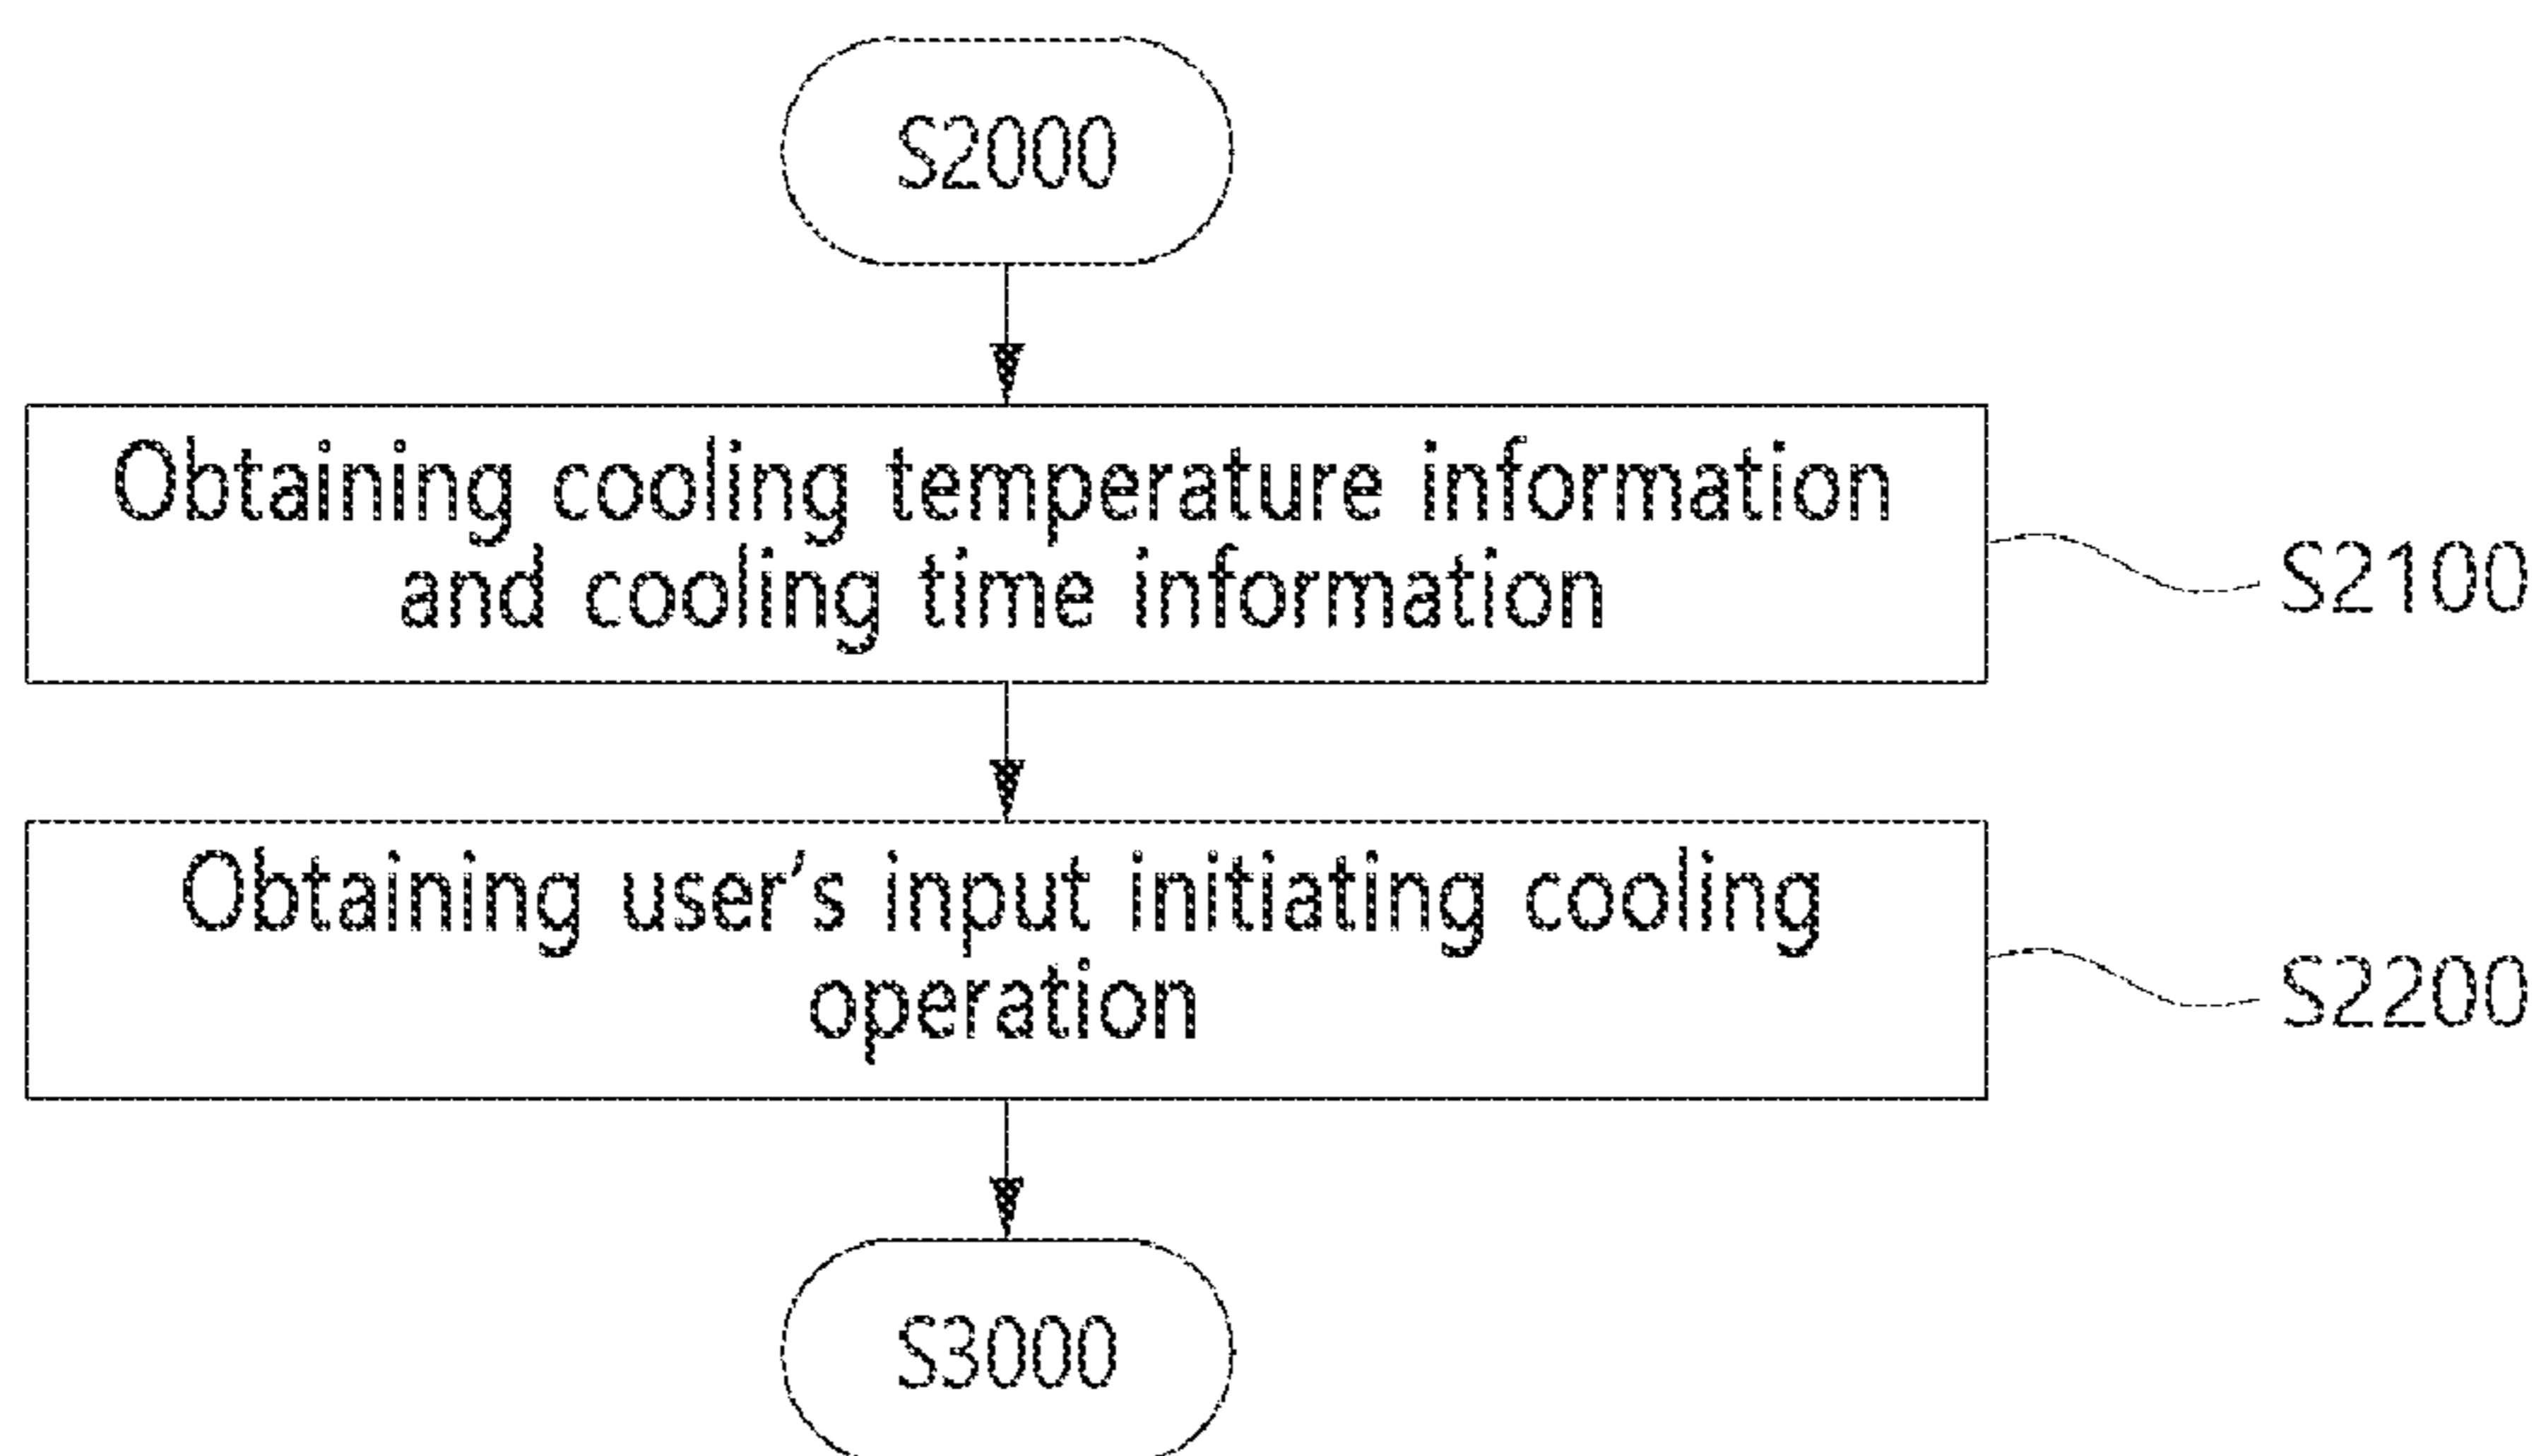 S2000
Obtaining cooling temperature information
and cooling time information
S2100
Obtaining user's input initiating cooling
operation
S2200
S3000